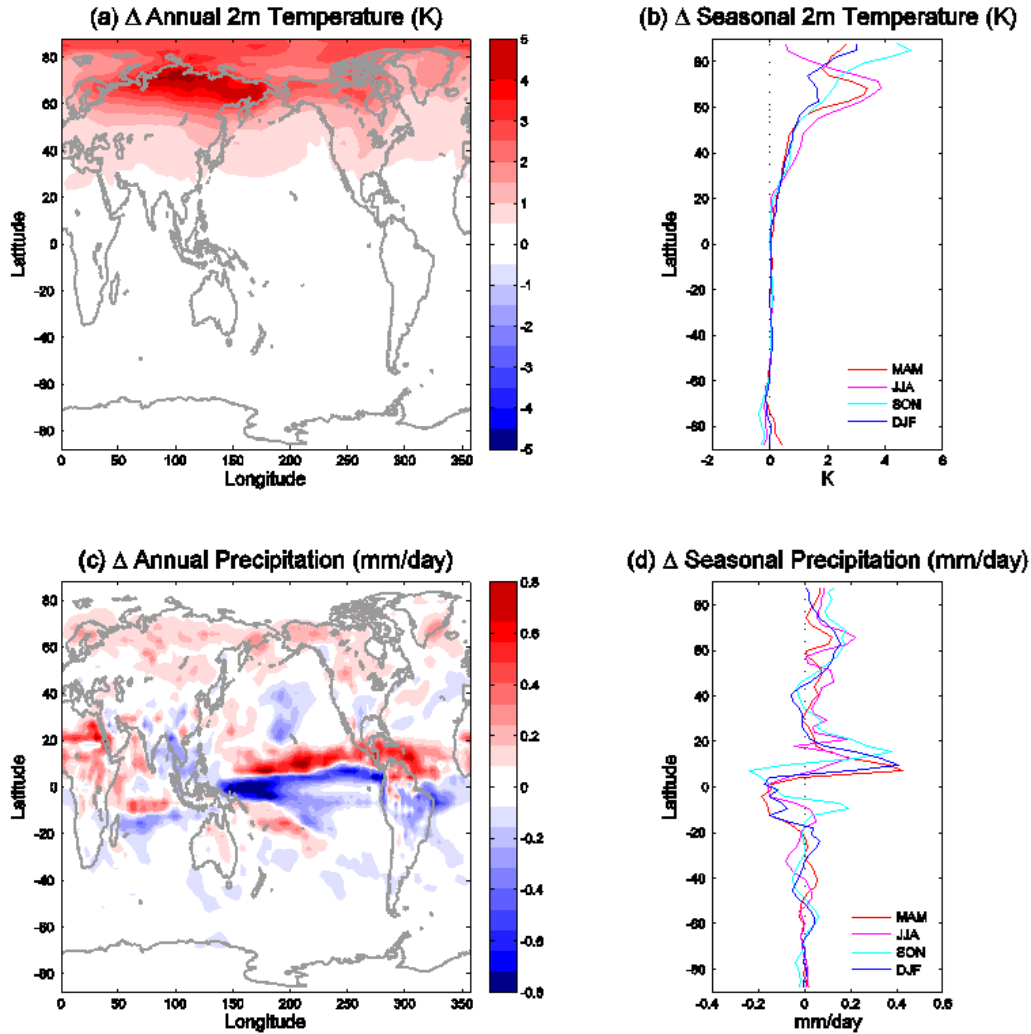 (a) Δ Annual 2m Temperature (K)
(b) Δ Seasonal 2m Temperature (K)
Latitude
80
60
40
20
0
-20
-40
-60
-80
0 50 100 150 200 250 300 350
Longitude
5
4
3
2
1
0
-1
-2
-3
-4
-5
Latitude
80
60
40
20
0
-20
-40
-60
-80
MAM
JJA
SON
DJF
-2 0 2 4 6
K
(c) Δ Annual Precipitation (mm/day)
(d) Δ Seasonal Precipitation (mm/day)
Latitude
80
60
40
20
0
-20
-40
-60
-80
0 50 100 150 200 250 300 350
Longitude
0.8
0.6
0.4
0.2
0
-0.2
-0.4
-0.6
-0.8
Latitude
80
60
40
20
0
-20
-40
-60
-80
MAM
JJA
SON
DJF
-0.4 -0.2 0 0.2 0.4 0.6
mm/day